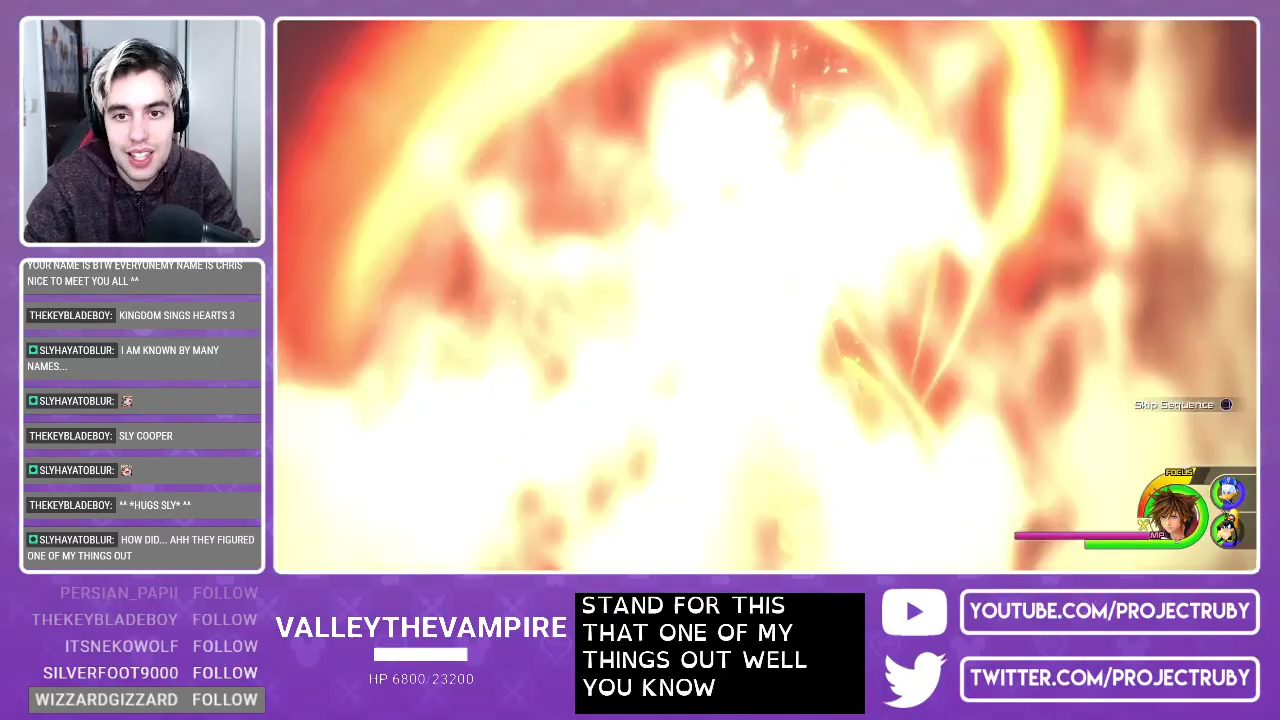 YOUR NAME IS BTW EVERYONEMY NAME IS CHRIS
NICE TO MEET YOU ALL ^^
THEKEYBLADEBOY: KINGDOM SINGS HEARTS 3
SLYHAYATOBLUR: I AM KNOWN BY MANY
NAMES...
SLYHAYATOBLUR:
THEKEYBLADEBOY: SLY COOPER
SLYHAYATOBLUR:
THEKEYBLADEBOY: ^^ *HUGS SLY* ^^
SLYHAYATOBLUR: HOW DID... AHH THEY FIGURED
ONE OF MY THINGS OUT
Skip Sequence
FOCUS
MP
PERSIAN_PAPII FOLLOW
THEKEYBLADEBOY FOLLOW
ITSNEKOWOLF FOLLOW
SILVERFOOT9000 FOLLOW
WIZZARDGIZZARD FOLLOW
VALLEYTHEVAMPIRE
HP 6800/23200
STAND FOR THIS
THAT ONE OF MY
THINGS OUT WELL
YOU KNOW
YOUTUBE.COM/PROJECTRUBY
TWITTER.COM/PROJECTRUBY